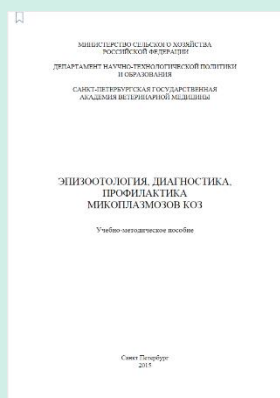 МИНИСТЕРСТВО СЕЛЬСКОГО ХОЗЯЙСТВА
РОССИЙСКОЙ ФЕДЕРАЦИИ
ДЕПАРТАМЕНТ НАУЧНО-ТЕХНОЛОГИЧЕСКОЙ ПОЛИТИКИ
И ОБРАЗОВАНИЯ
САНКТ-ПЕТЕРБУРГСКАЯ ГОСУДАРСТВЕННАЯ
АКАДЕМИЯ ВЕТЕРИНАРНОЙ МЕДИЦИНЫ
ЭПИЗООТОЛОГИЯ, ДИАГНОСТИКА,
ПРОФИЛАКТИКА
МИКОПЛАЗМОЗОВ КОЗ
Учебно-методическое пособие
Санкт Петербург
2015